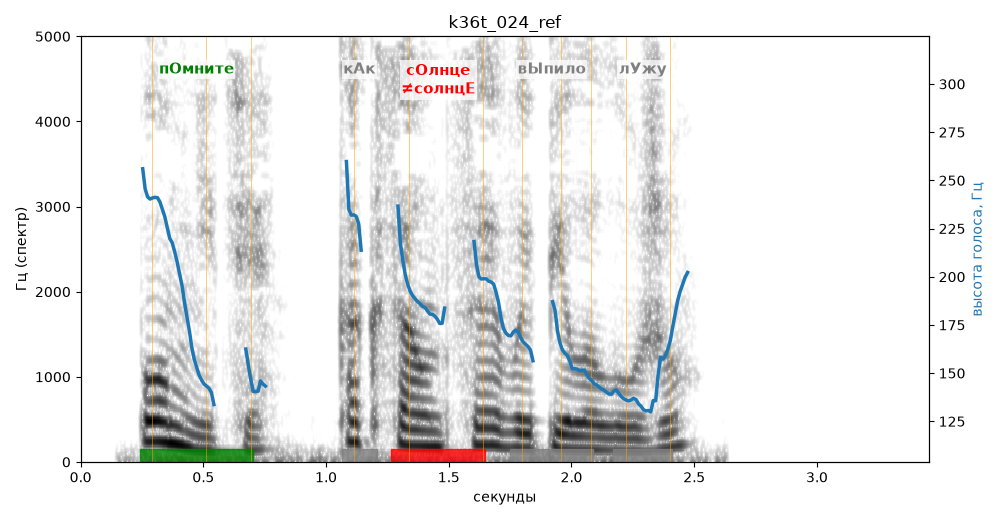 k36t_024_ref
5000
4000
3000
2000
1000
0
Гц (спектр)
пОмните
кАк
сОлнце
≠солнцЕ
вЫпило
лУжу
300
275
250
225
200
175
150
125
высота голоса, Гц
0.0 0.5 1.0 1.5 2.0 2.5 3.0
секунды